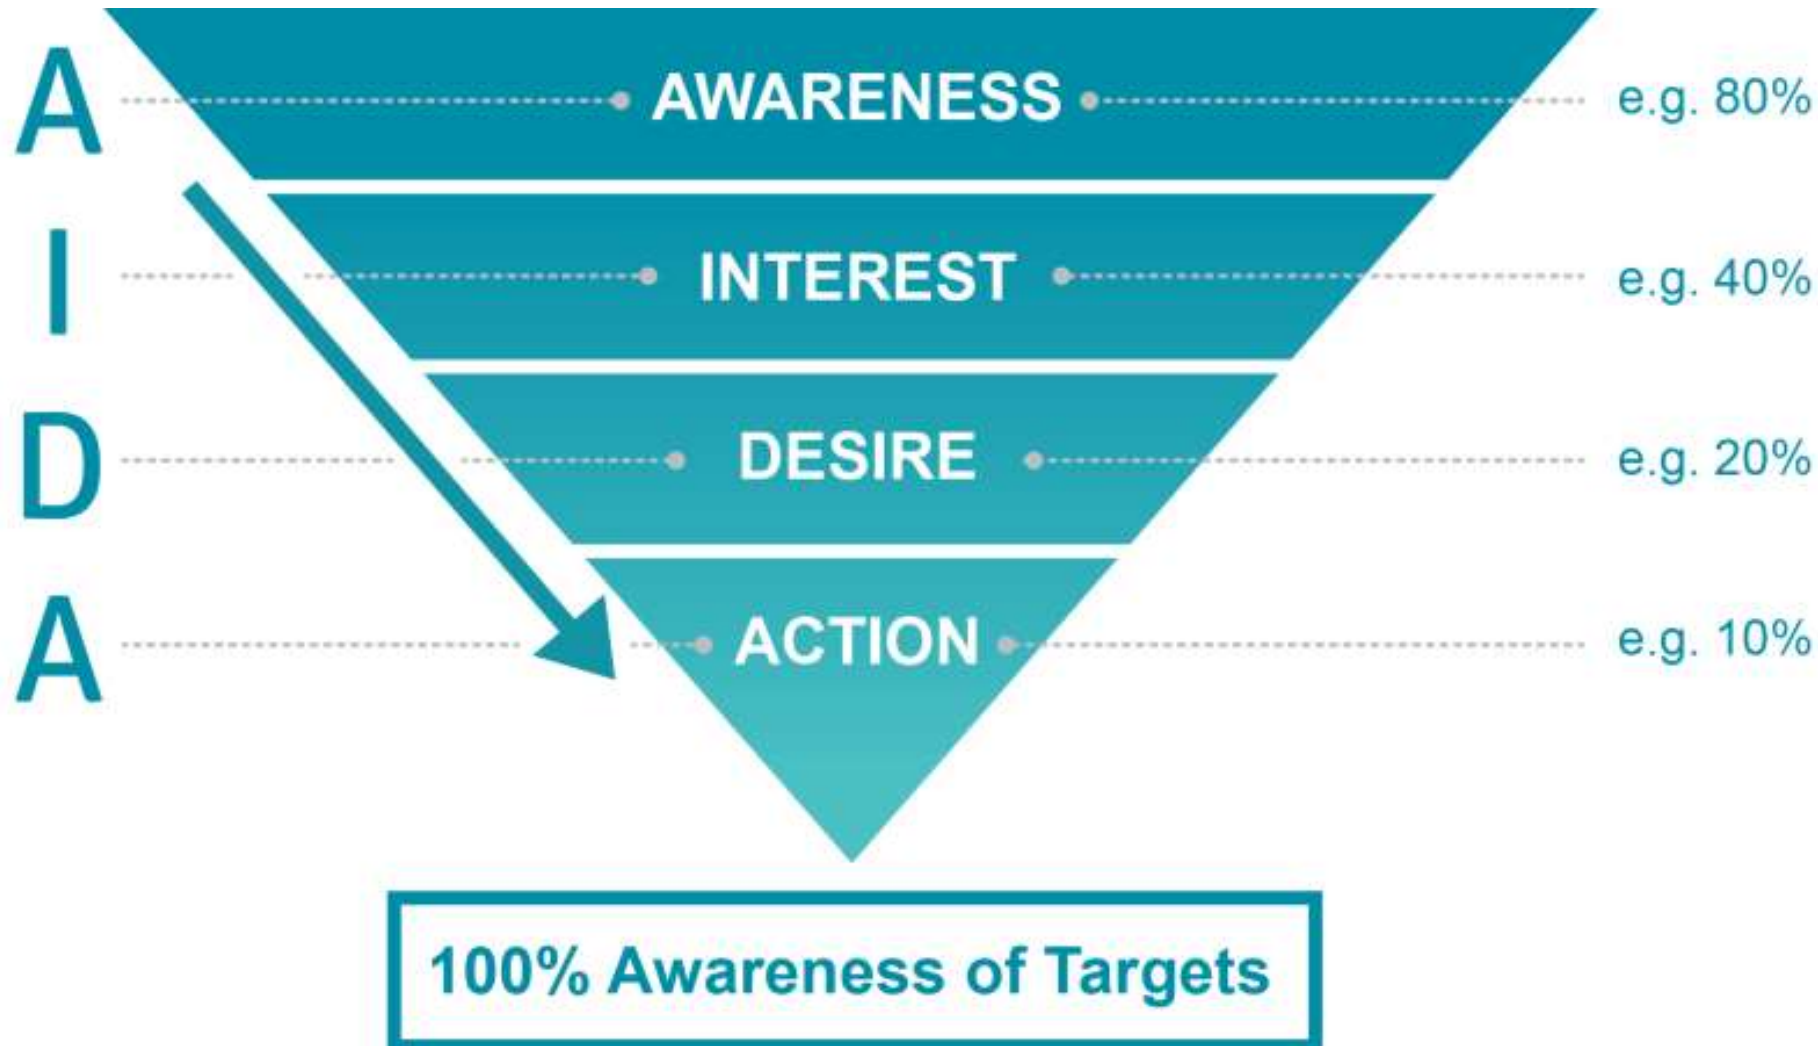 A AWARENESS e.g. 80%
I INTEREST e.g. 40%
D DESIRE e.g. 20%
A ACTION e.g. 10%
100% Awareness of Targets